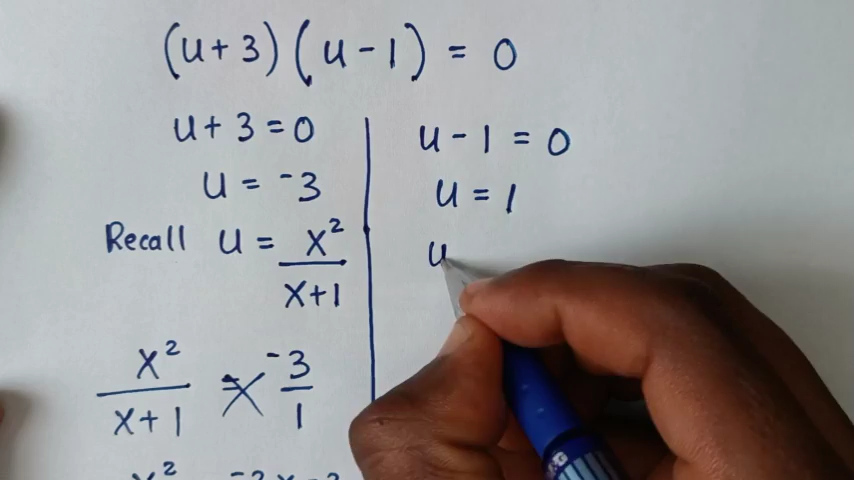 (u+3)(u-1) = 0
u+3=0
u = -3
Recall u = x²/(x+1)
x²/(x+1) = -3/1
u-1 = 0
u = 1
u